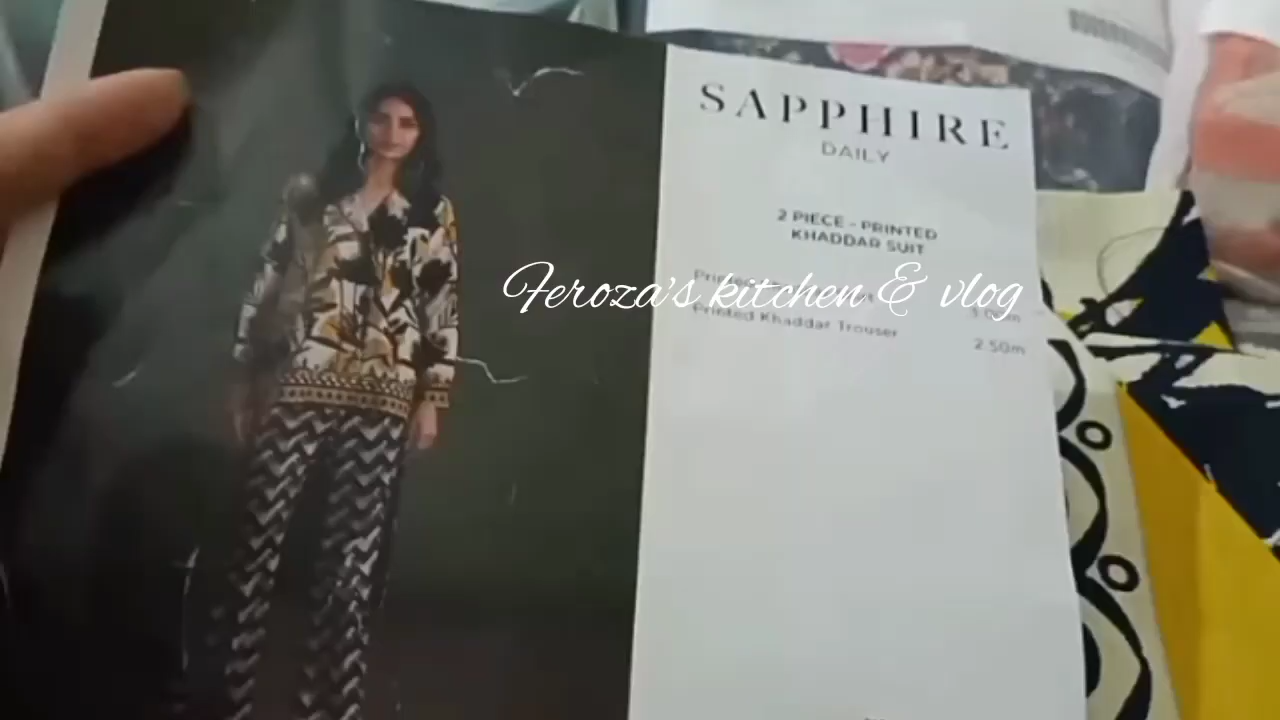 SAPPHIRE
DAILY
2 PIECE - PRINTED
KHADDAR SUIT
Feroza's kitchen & vlog
Printed Khaddar Trouser
2.50m